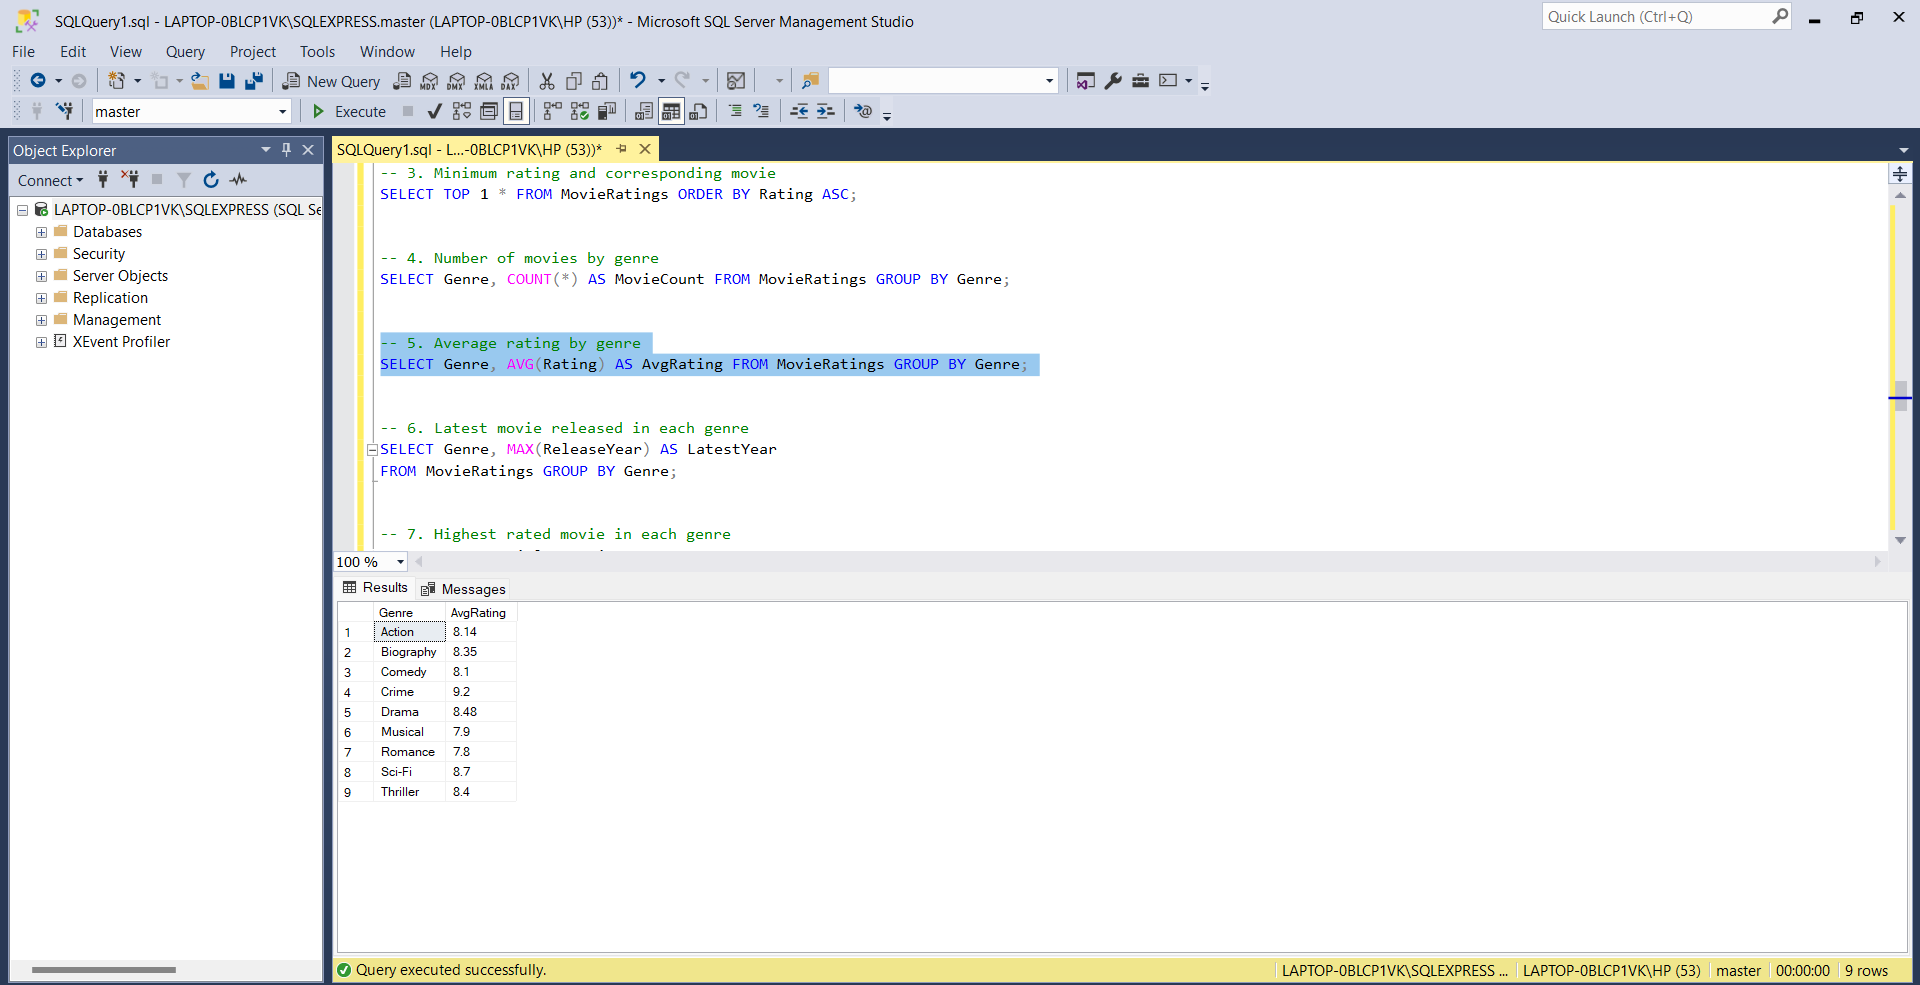 SQLQuery1.sql - LAPTOP-0BLCP1VK\SQLEXPRESS.master (LAPTOP-0BLCP1VK\HP (53))* - Microsoft SQL Server Management Studio
Quick Launch (Ctrl+Q)
File Edit View Query Project Tools Window Help
New Query MDX DMX XMLA DAX
master Execute
Object Explorer
Connect
LAPTOP-0BLCP1VK\SQLEXPRESS (SQL Se
Databases
Security
Server Objects
Replication
Management
XEvent Profiler
SQLQuery1.sql - L...-0BLCP1VK\HP (53))*
-- 3. Minimum rating and corresponding movie
SELECT TOP 1 * FROM MovieRatings ORDER BY Rating ASC;
-- 4. Number of movies by genre
SELECT Genre, COUNT(*) AS MovieCount FROM MovieRatings GROUP BY Genre;
-- 5. Average rating by genre
SELECT Genre, AVG(Rating) AS AvgRating FROM MovieRatings GROUP BY Genre;
-- 6. Latest movie released in each genre
SELECT Genre, MAX(ReleaseYear) AS LatestYear
FROM MovieRatings GROUP BY Genre;
-- 7. Highest rated movie in each genre
100 %
Results Messages
Genre AvgRating
1 Action 8.14
2 Biography 8.35
3 Comedy 8.1
4 Crime 9.2
5 Drama 8.48
6 Musical 7.9
7 Romance 7.8
8 Sci-Fi 8.7
9 Thriller 8.4
Query executed successfully.
LAPTOP-0BLCP1VK\SQLEXPRESS ... LAPTOP-0BLCP1VK\HP (53) master 00:00:00 9 rows